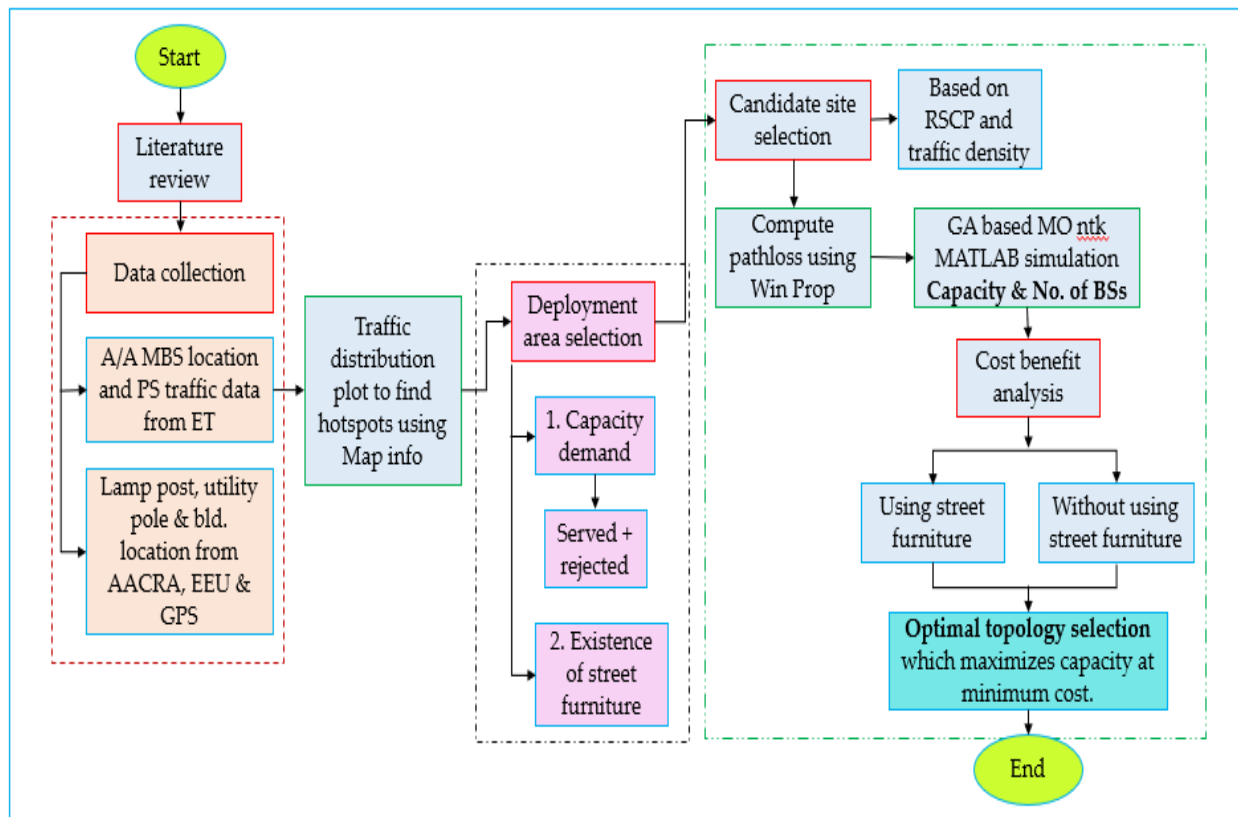 Start
Literature
review
Data collection
A/A MBS location
and PS traffic data
from ET
Lamp post, utility
pole & bld.
location from
AACRA, EEU &
GPS
Traffic
distribution
plot to find
hotspots using
Map info
Deployment
area selection
1. Capacity
demand
Served +
rejected
2. Existence
of street
furniture
Candidate site
selection
Based on
RSCP and
traffic density
Compute
pathloss using
Win Prop
GA based MO ntk
MATLAB simulation
Capacity & No. of BSs
Cost benefit
analysis
Using street
furniture
Without using
street furniture
Optimal topology selection
which maximizes capacity at
minimum cost.
End